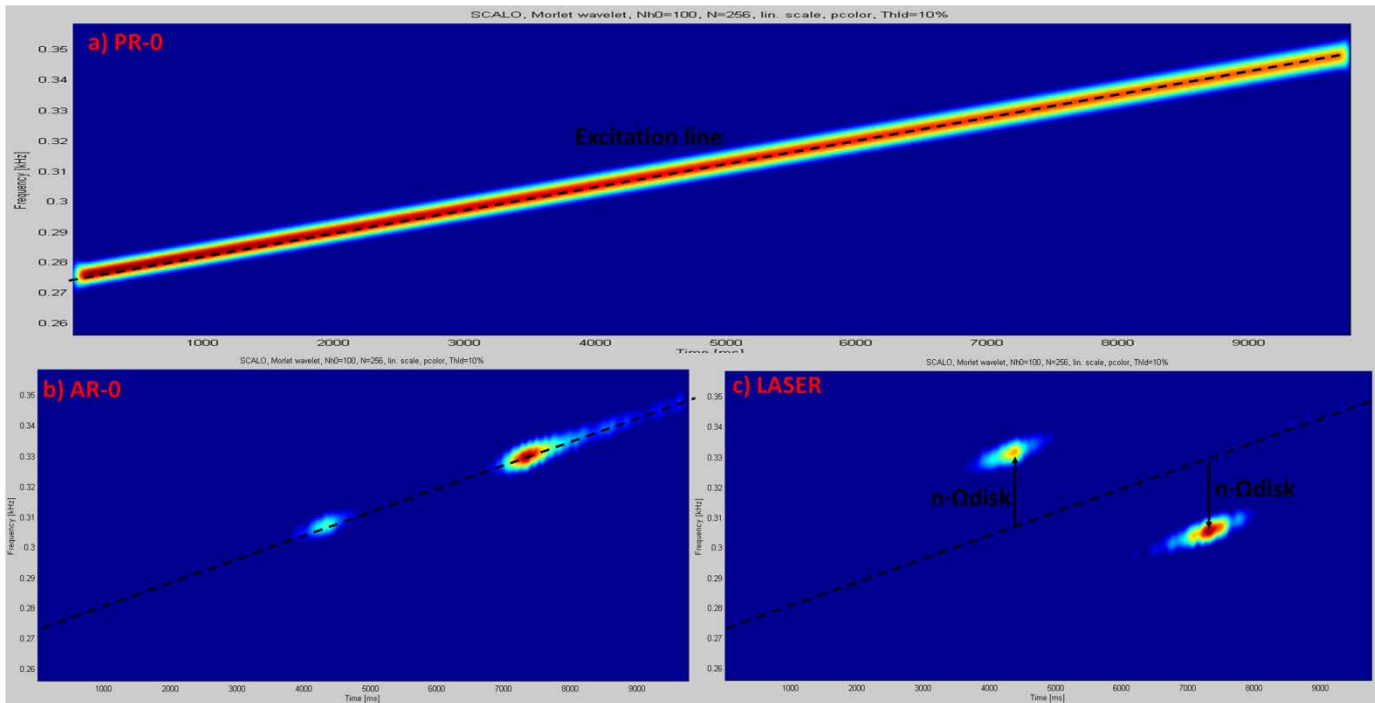 SCALO, Morlet wavelet, Nh0=100, N=256, lin. scale, pcolor, Thld=10%
a) PR-0
Excitation line
Frequency [kHz]
0.35
0.34
0.33
0.32
0.31
0.3
0.29
0.28
0.27
0.26
1000 2000 3000 4000 5000 6000 7000 8000 9000
Time [ms]
SCALO, Morlet wavelet, Nh0=100, N=256, lin. scale, pcolor, Thld=10%
b) AR-0
Frequency [kHz]
0.35
0.34
0.33
0.32
0.31
0.3
0.29
0.28
0.27
0.26
1000 2000 3000 4000 5000 6000 7000 8000 9000
Time [ms]
SCALO, Morlet wavelet, Nh0=100, N=256, lin. scale, pcolor, Thld=10%
c) LASER
n·Ωdisk
n·Ωdisk
Frequency [kHz]
0.35
0.34
0.33
0.32
0.31
0.3
0.29
0.28
0.27
0.26
1000 2000 3000 4000 5000 6000 7000 8000 9000
Time [ms]